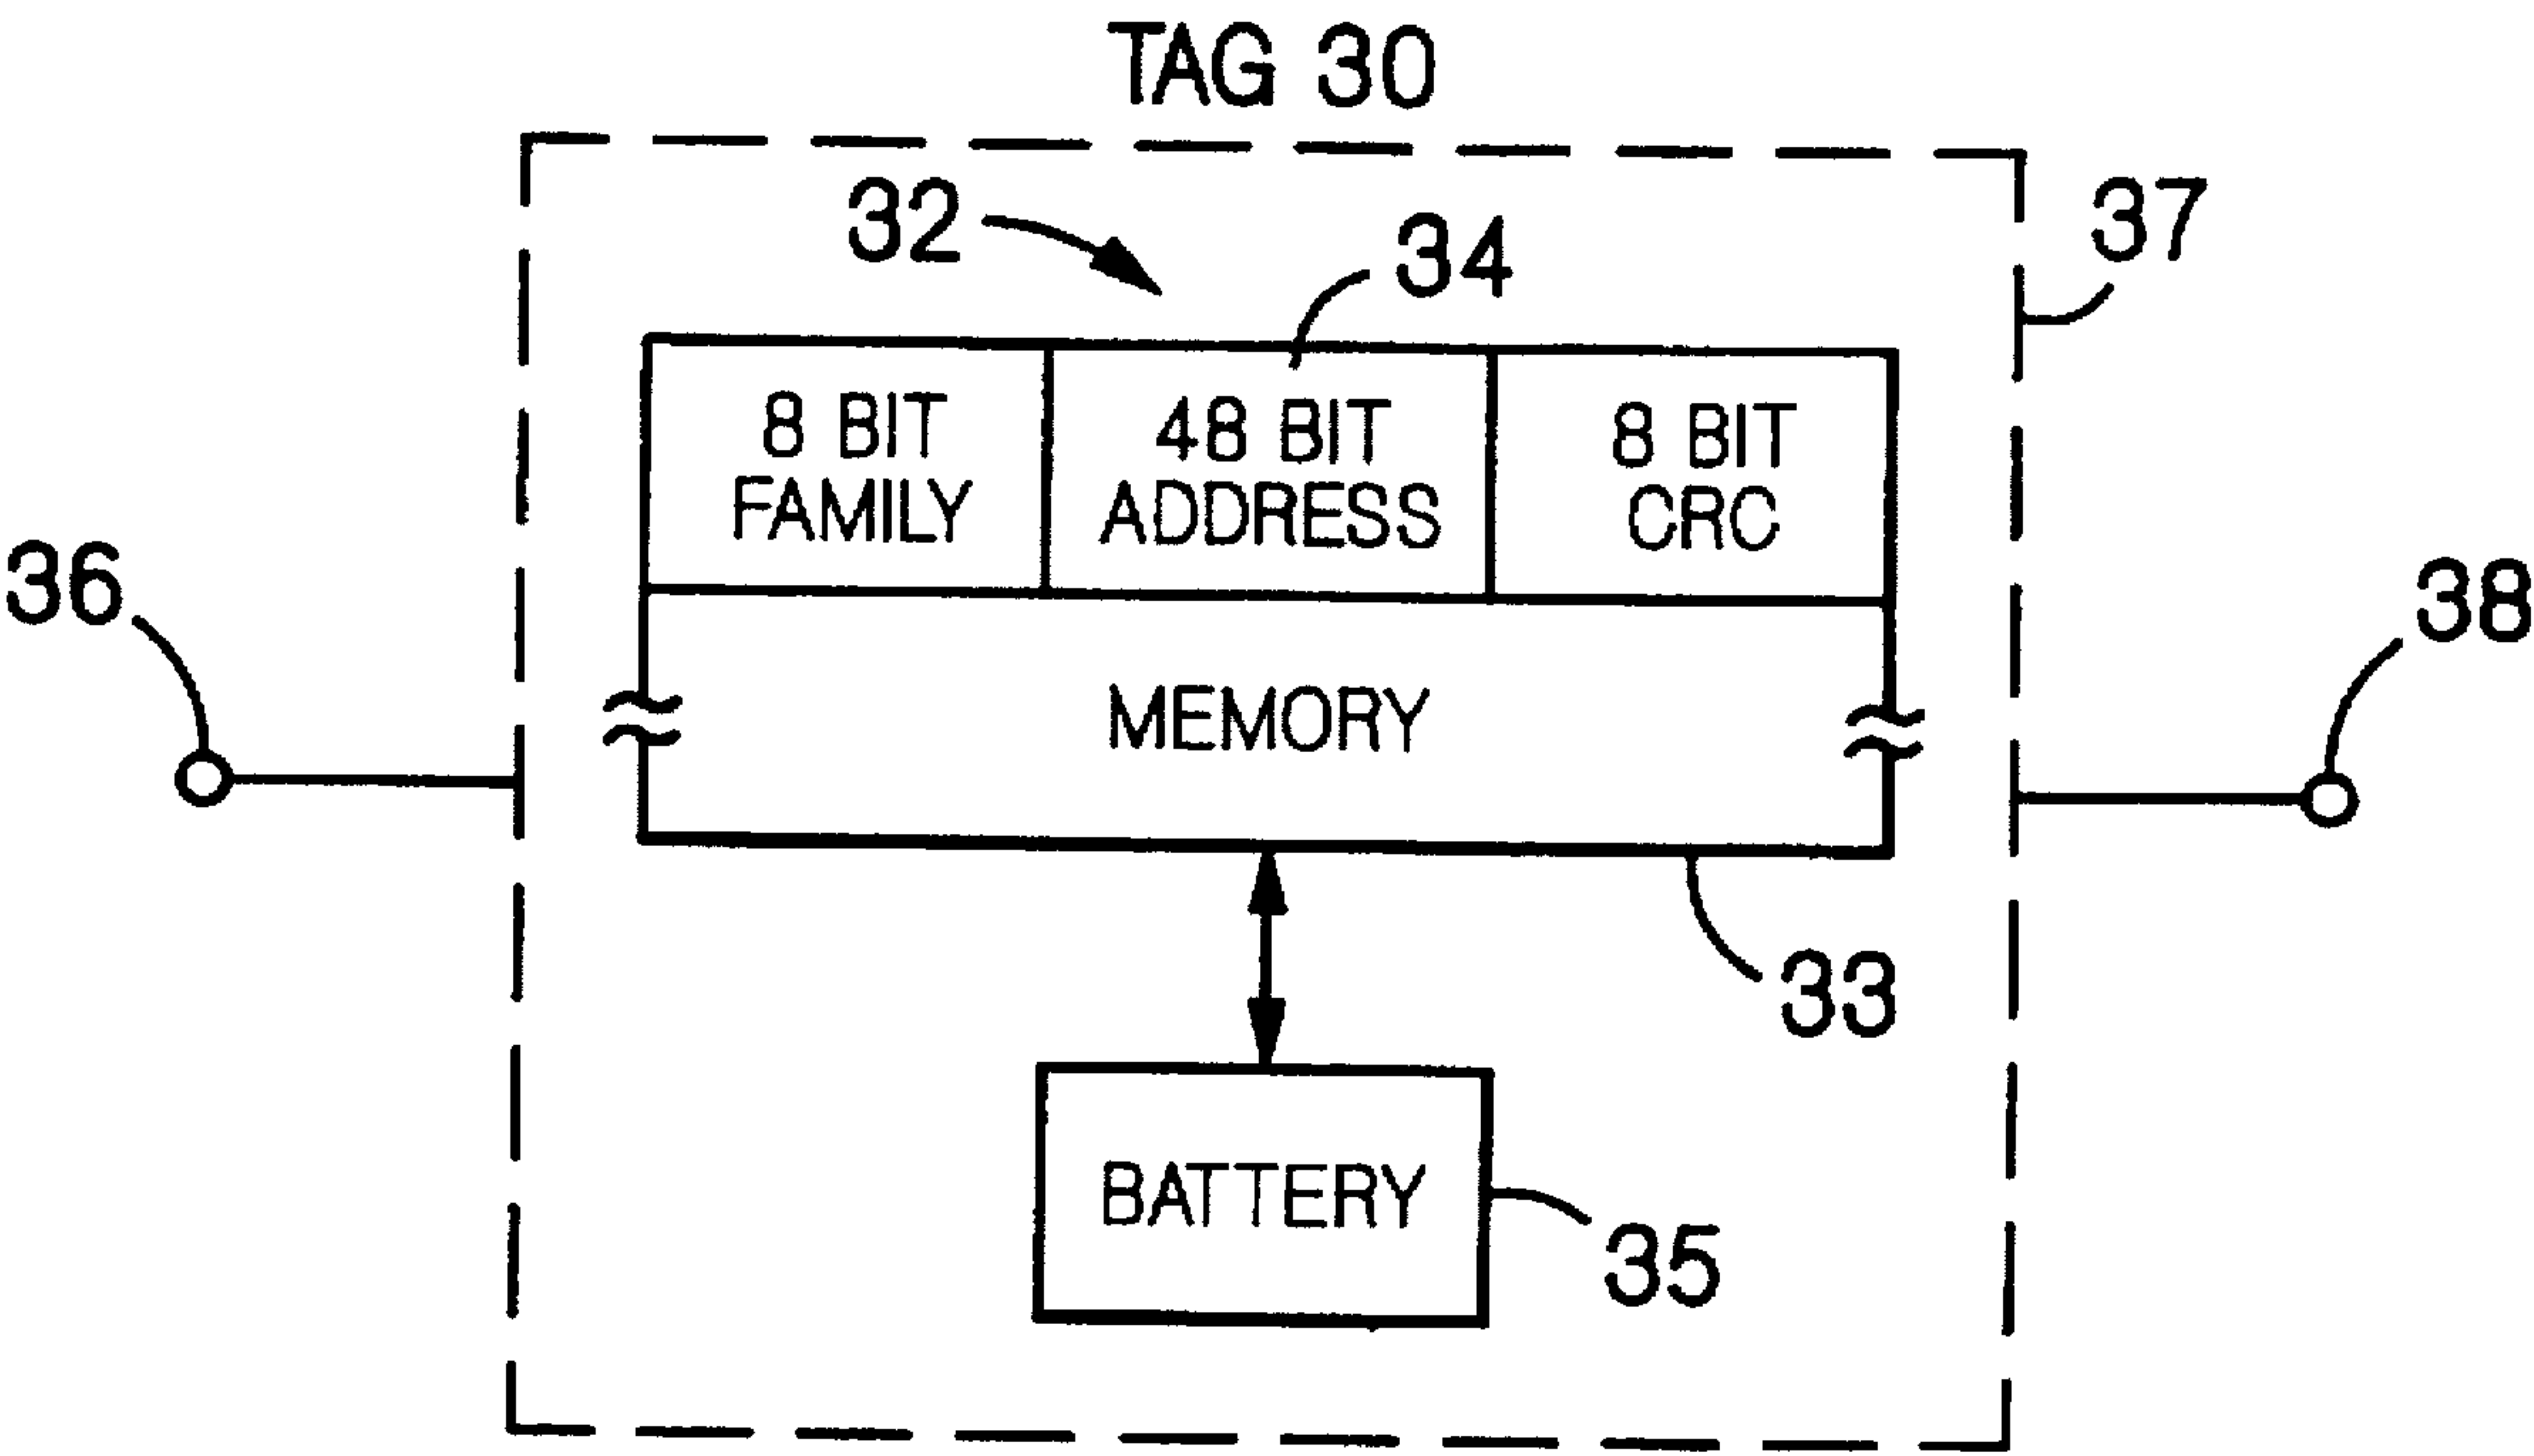 TAG 30
32
34
37
8 BIT
FAMILY
48 BIT
ADDRESS
8 BIT
CRC
36
38
MEMORY
33
BATTERY
35